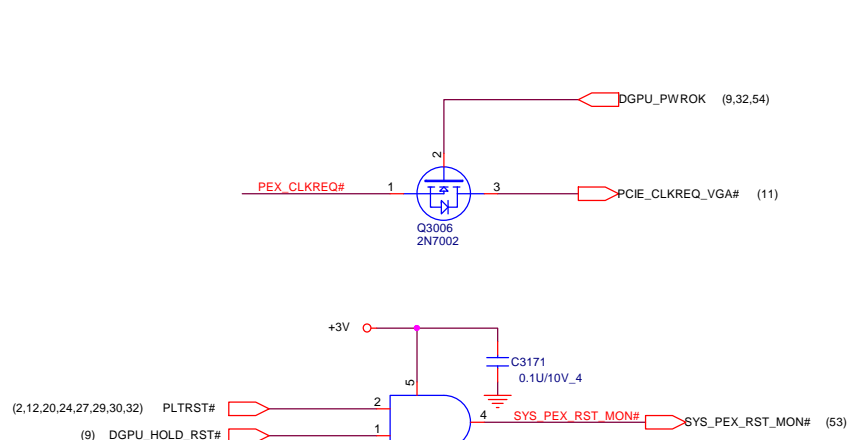 DGPU_PWROK (9,32,54)
2
PEX_CLKREQ# 1 3 PCIE_CLKREQ_VGA# (11)
Q3006
2N7002
+3V
C3171
0.1U/10V_4
5
(2,12,20,24,27,29,30,32) PLTRST# 2
4 SYS_PEX_RST_MON# SYS_PEX_RST_MON# (53)
(9) DGPU_HOLD_RST# 1